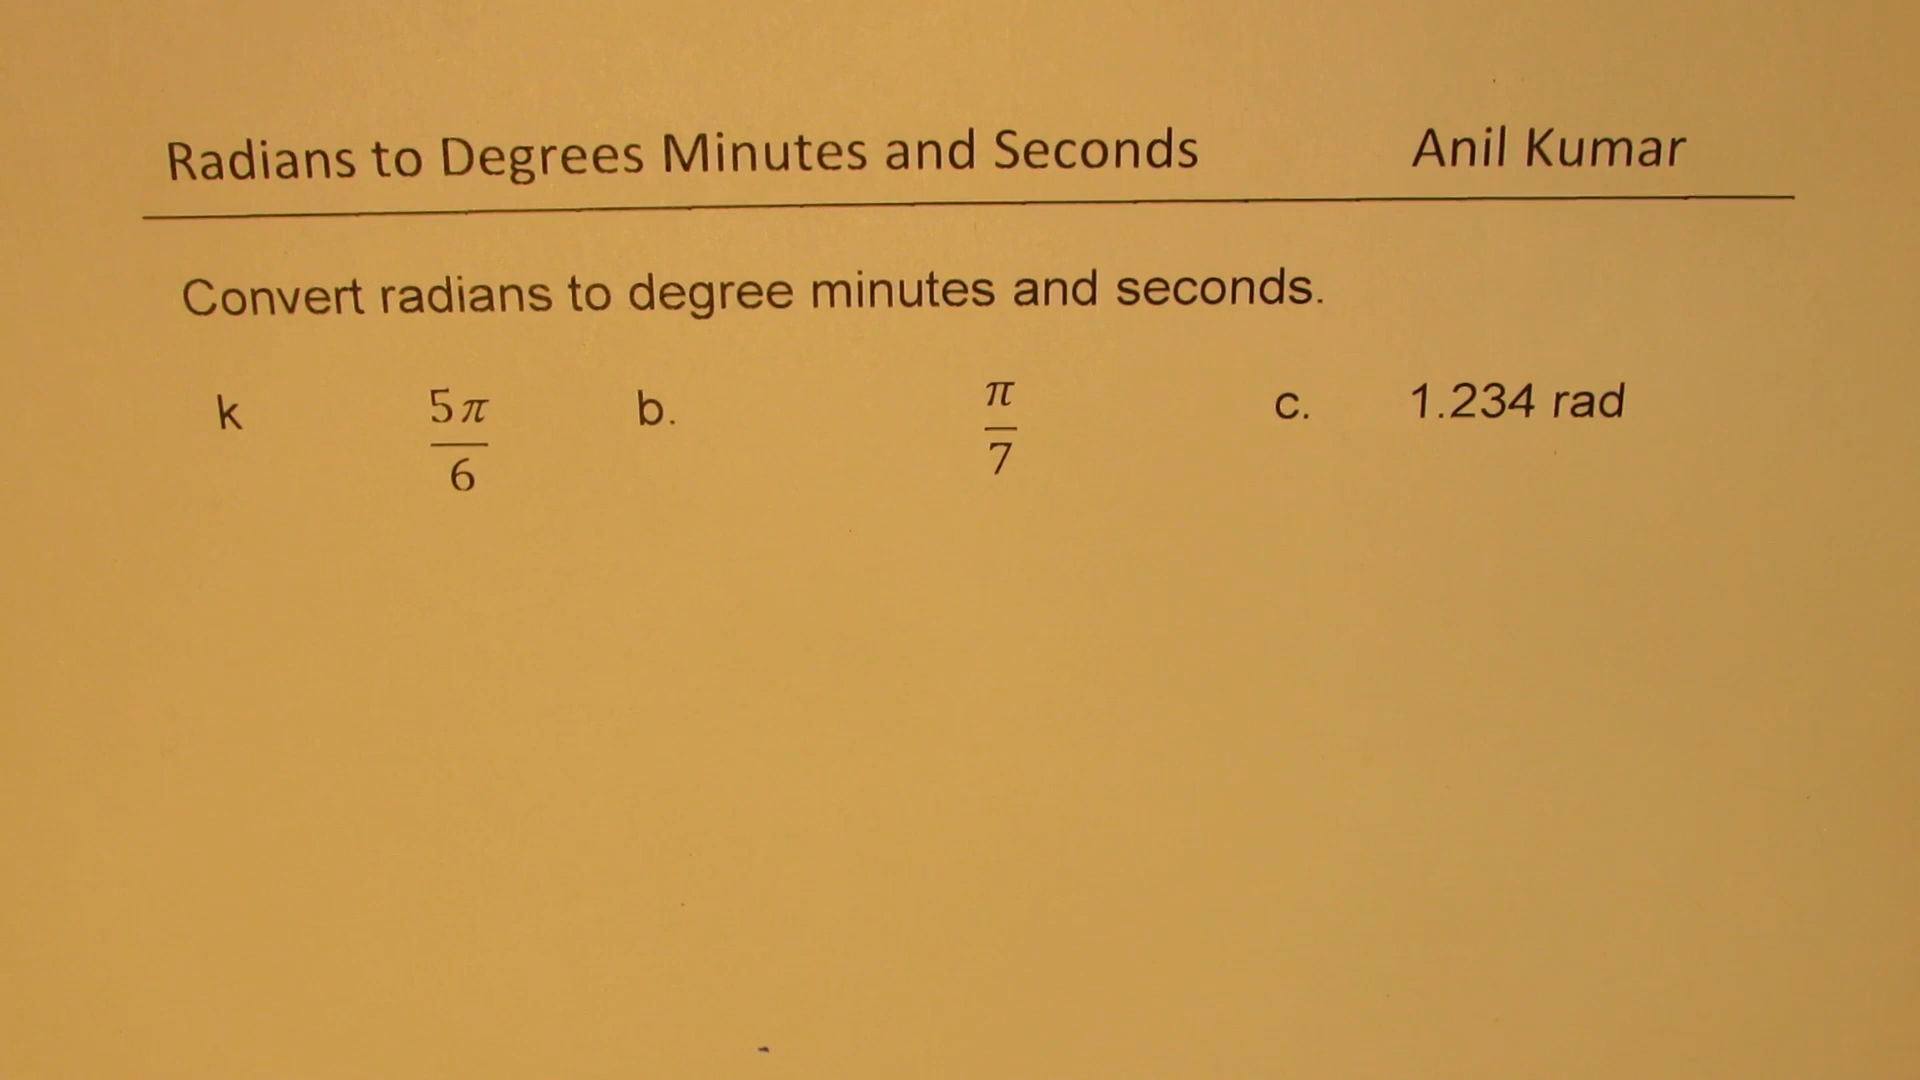 Radians to Degrees Minutes and Seconds Anil Kumar
Convert radians to degree minutes and seconds.
k 5π/6 b. π/7 c. 1.234 rad